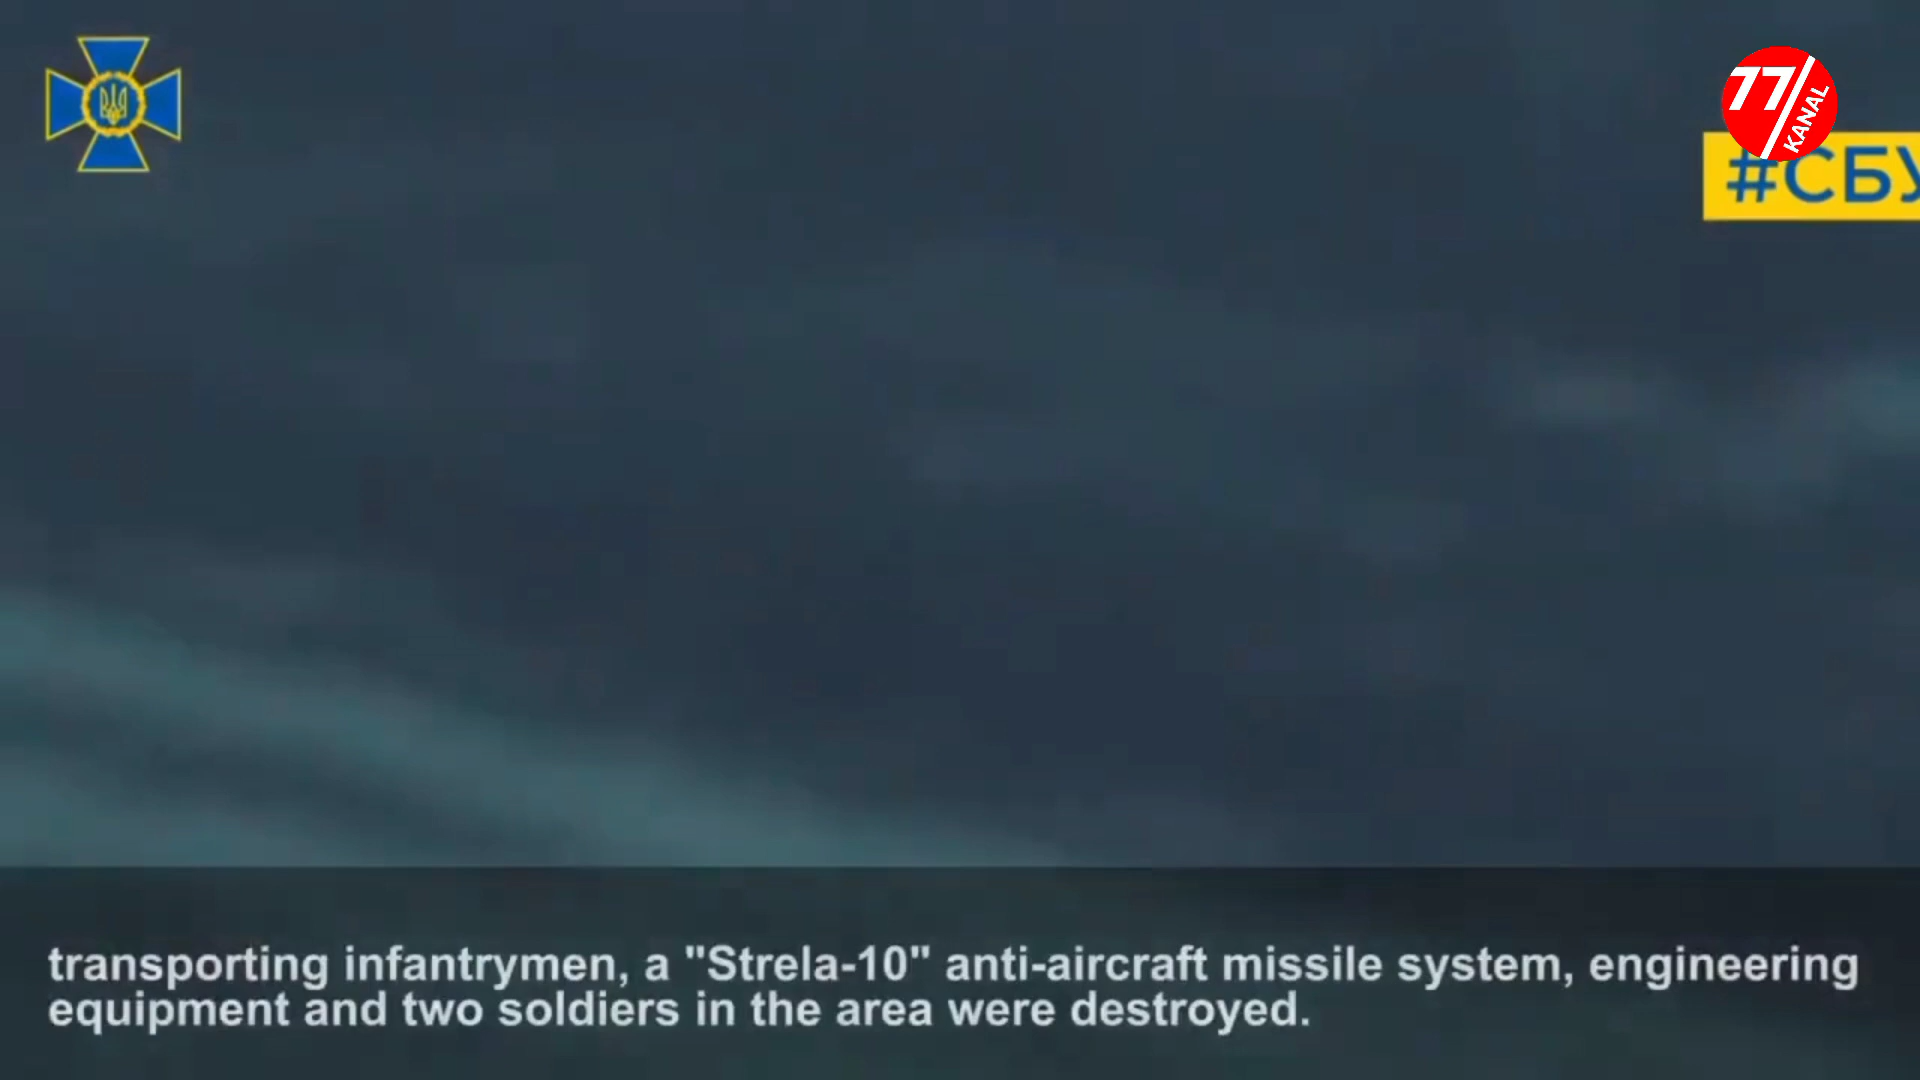 77
KANAL
#СБУ
transporting infantrymen, a "Strela-10" anti-aircraft missile system, engineering
equipment and two soldiers in the area were destroyed.